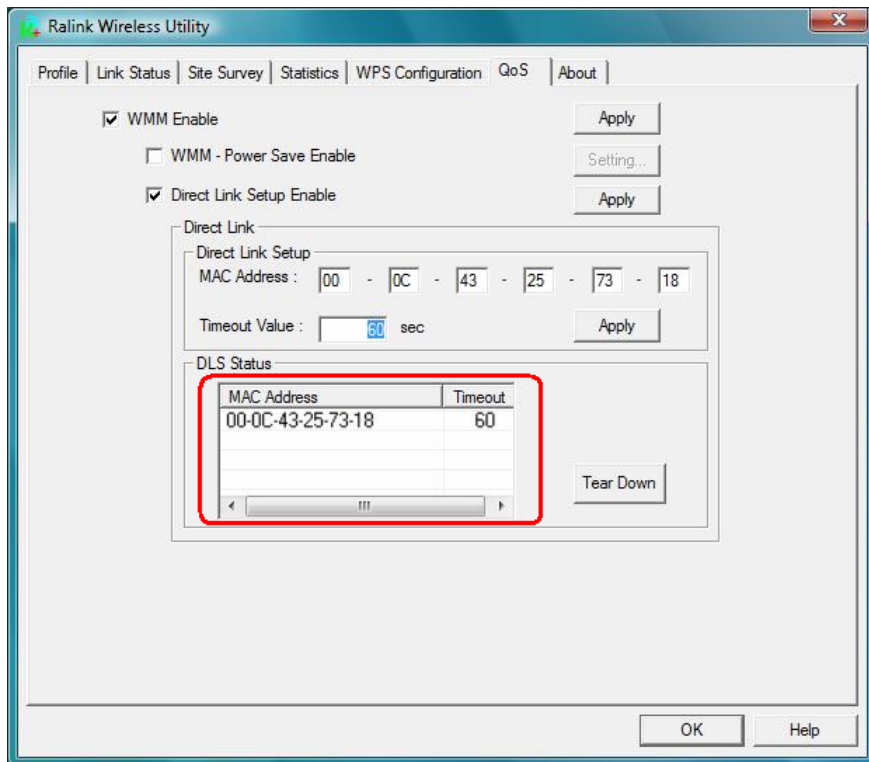 Ralink Wireless Utility
Profile Link Status Site Survey Statistics WPS Configuration QoS About
WMM Enable Apply
WMM - Power Save Enable Setting...
Direct Link Setup Enable Apply
Direct Link
Direct Link Setup
MAC Address : 00 - 0C - 43 - 25 - 73 - 18
Timeout Value : 60 sec Apply
DLS Status
MAC Address Timeout
00-0C-43-25-73-18 60
Tear Down
OK Help